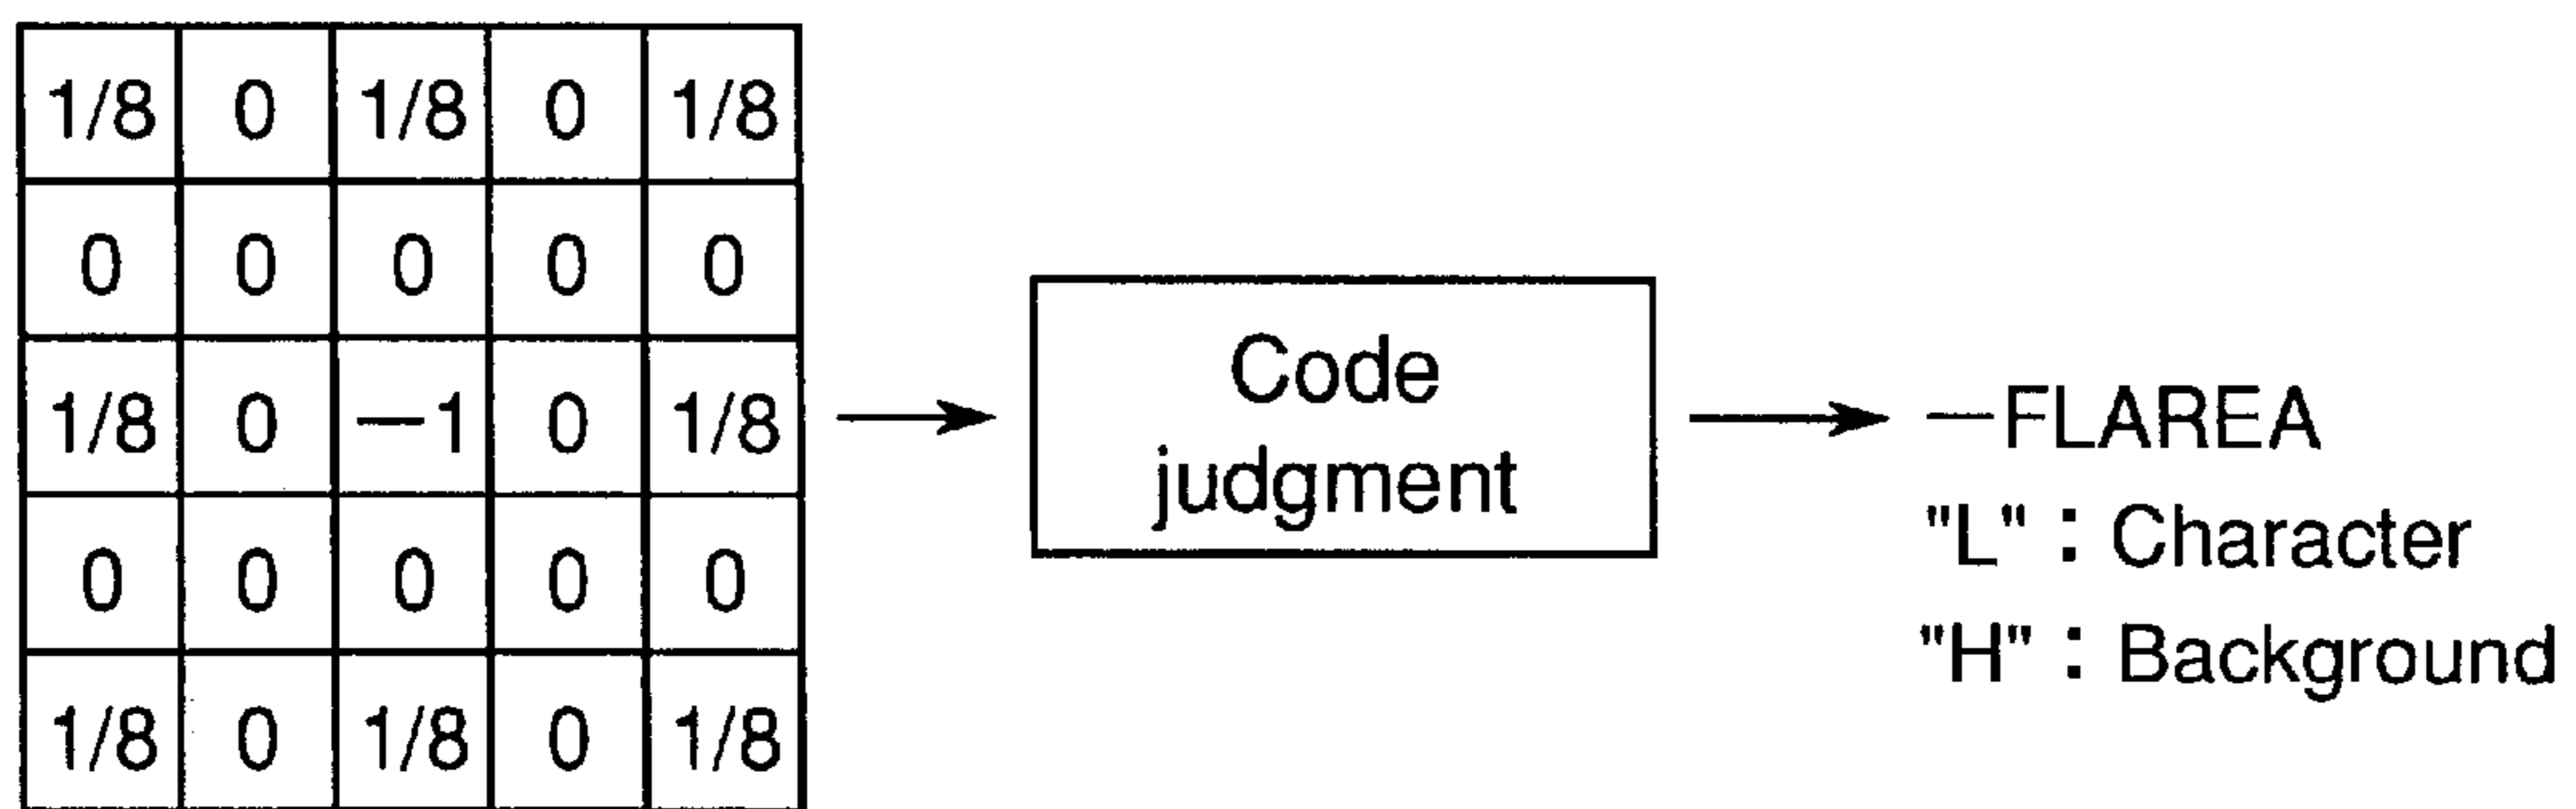 1/8 0 1/8 0 1/8
0 0 0 0 0
1/8 0 —1 0 1/8
0 0 0 0 0
1/8 0 1/8 0 1/8
Code
judgment
—FLAREA
"L" : Character
"H" : Background